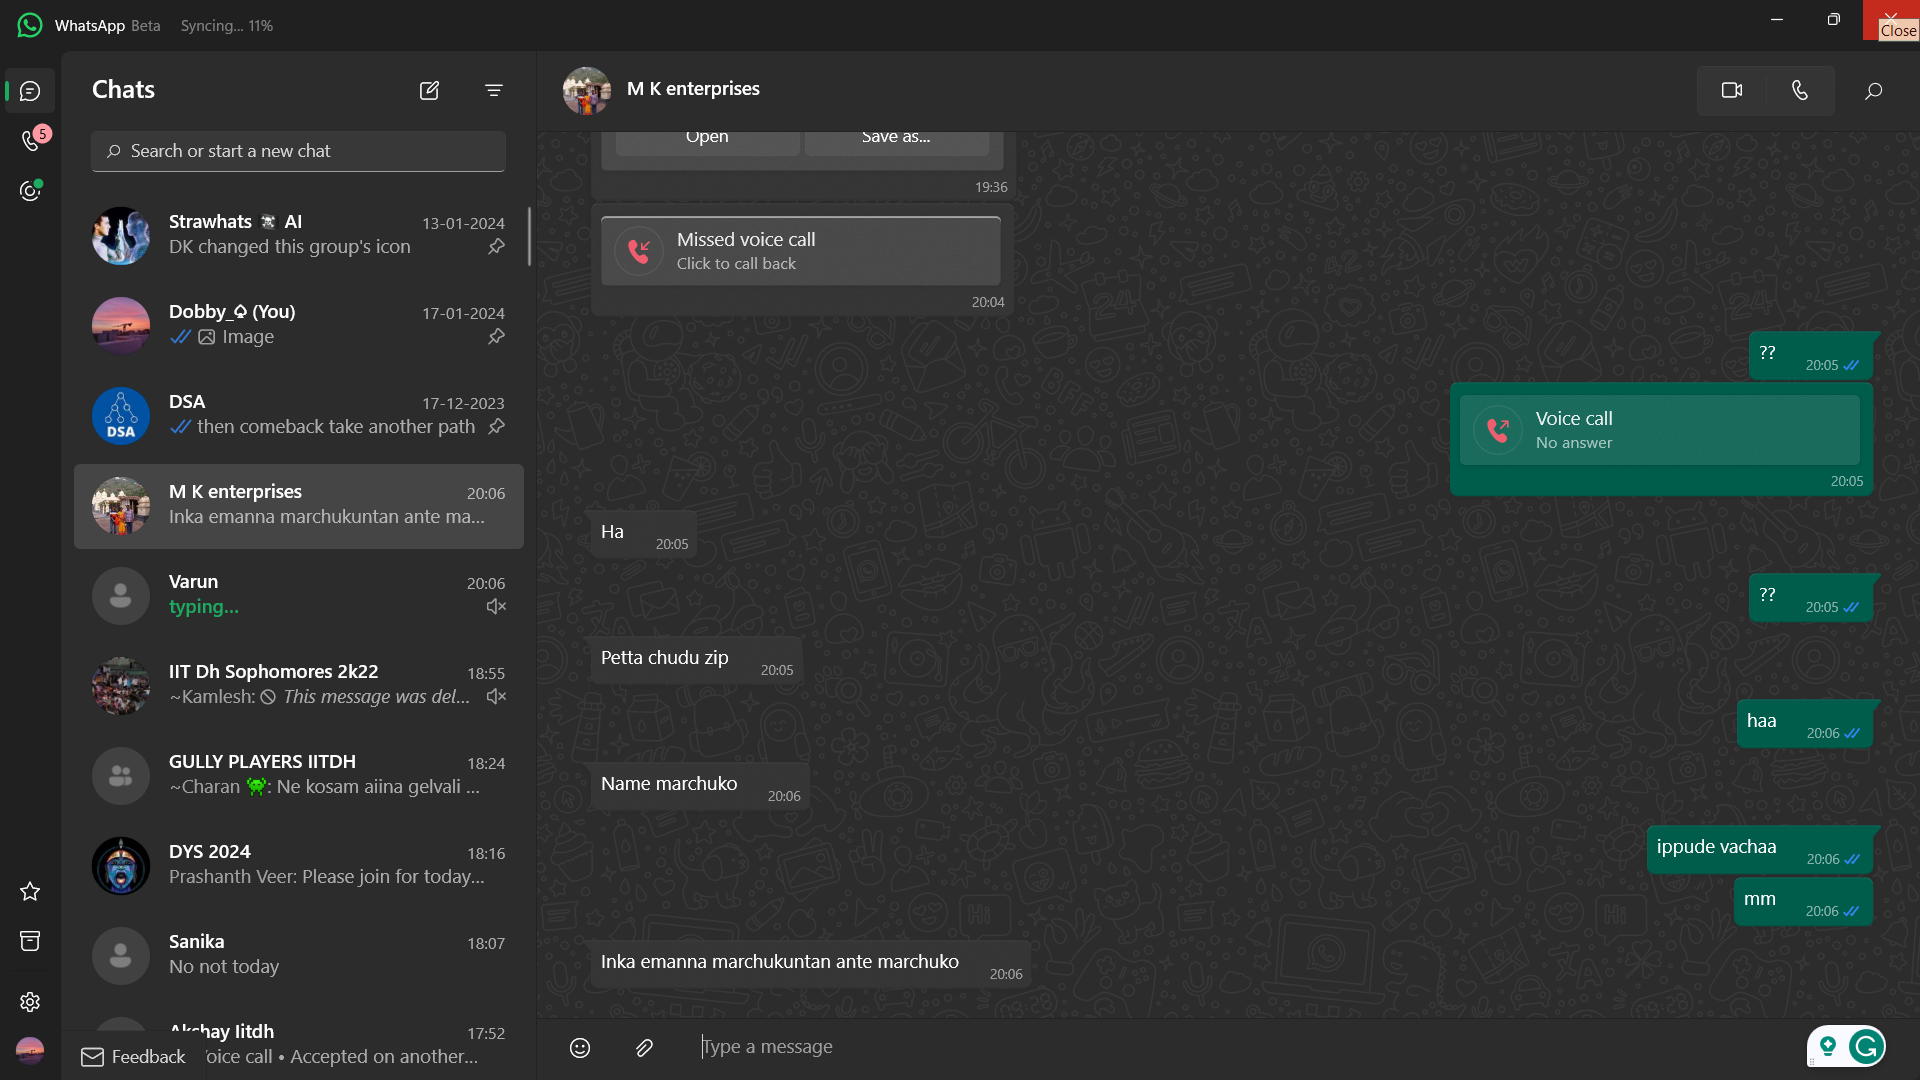 WhatsApp Beta Syncing... 11%
Close
Chats
5
Search or start a new chat
Strawhats ☠️ AI 13-01-2024
DK changed this group's icon
Dobby_♤ (You) 17-01-2024
Image
DSA 17-12-2023
DSA
then comeback take another path
M K enterprises 20:06
Inka emanna marchukuntan ante ma...
Varun 20:06
typing...
IIT Dh Sophomores 2k22 18:55
~Kamlesh: 🚫 This message was del...
GULLY PLAYERS IITDH 18:24
~Charan 👾: Ne kosam aiina gelvali ...
DYS 2024 18:16
Prashanth Veer: Please join for today...
Sanika 18:07
No not today
Akshay Iitdh 17:52
Feedback
oice call • Accepted on another...
M K enterprises
Open Save as...
19:36
Missed voice call
Click to call back
20:04
?? 20:05
Voice call
No answer
20:05
Ha 20:05
?? 20:05
Petta chudu zip 20:05
haa 20:06
Name marchuko 20:06
ippude vachaa 20:06
mm 20:06
Inka emanna marchukuntan ante marchuko 20:06
Type a message